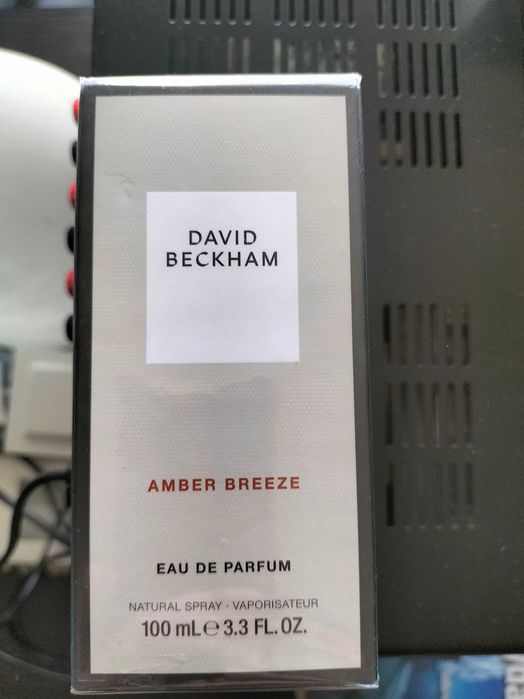 DAVID
BECKHAM
AMBER BREEZE
EAU DE PARFUM
NATURAL SPRAY · VAPORISATEUR
100 mL ℮ 3.3 FL. OZ.